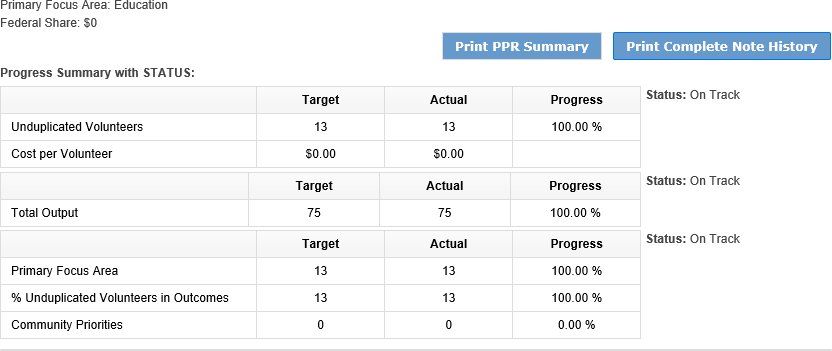 Primary Focus Area: Education
Federal Share: $0
Print PPR Summary Print Complete Note History
Progress Summary with STATUS:
Target Actual Progress Status: On Track
Unduplicated Volunteers 13 13 100.00 %
Cost per Volunteer $0.00 $0.00
Target Actual Progress Status: On Track
Total Output 75 75 100.00 %
Target Actual Progress Status: On Track
Primary Focus Area 13 13 100.00 %
% Unduplicated Volunteers in Outcomes 13 13 100.00 %
Community Priorities 0 0 0.00 %